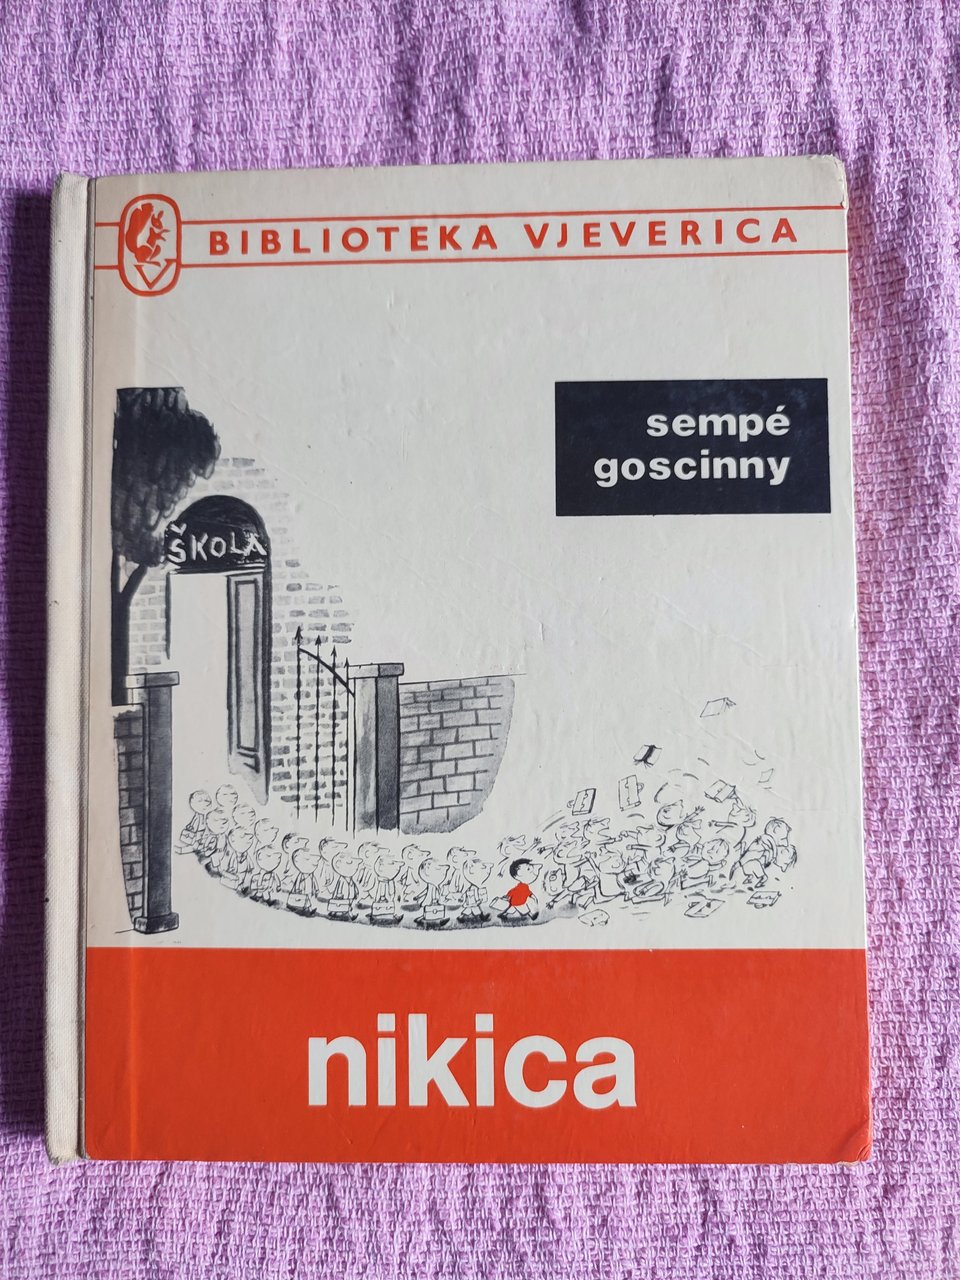 BIBLIOTEKA VJEVERICA
sempé
goscinny
ŠKOLA
nikica